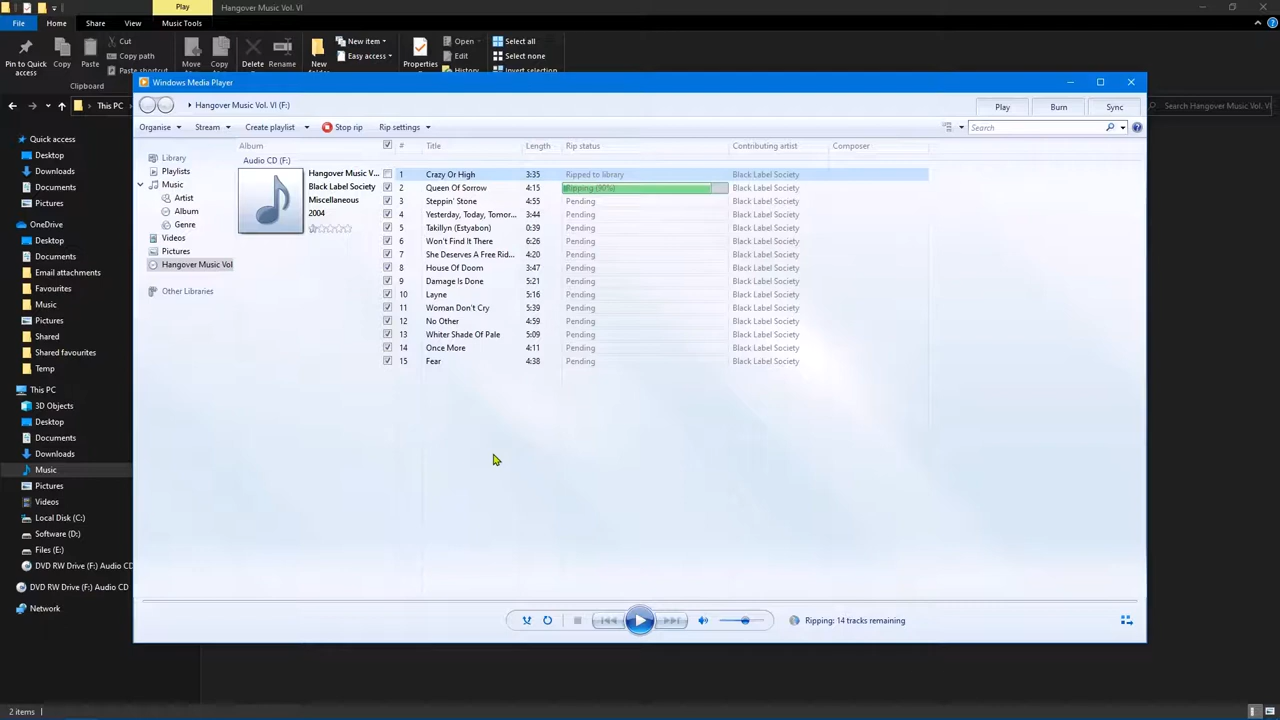 Play
Hangover Music Vol. VI
File
Home
Share
View
Music Tools
Pin to Quick access
Copy
Paste
Cut
Copy path
Clipboard
Delete
Rename
New
New item
Easy access
Properties
Open
Edit
History
Select all
Select none
Invert selection
This PC
Search Hangover Music Vol. VI
Quick access
Desktop
Downloads
Documents
Pictures
OneDrive
Desktop
Documents
Email attachments
Favourites
Music
Pictures
Shared
Shared favourites
Temp
This PC
3D Objects
Desktop
Documents
Downloads
Music
Pictures
Videos
Local Disk (C:)
Software (D:)
Files (E:)
DVD RW Drive (F:) Audio CD
DVD RW Drive (F:) Audio CD
Network
2 items
Windows Media Player
Hangover Music Vol. VI (F:)
Play
Burn
Sync
Organise
Stream
Create playlist
Stop rip
Rip settings
Search
Library
Playlists
Music
Artist
Album
Genre
Videos
Pictures
Hangover Music Vol
Other Libraries
Album # Title Length Rip status Contributing artist Composer
Audio CD (F:)
Hangover Music V...
Black Label Society
Miscellaneous
2004
1 Crazy Or High 3:35 Ripped to library Black Label Society
2 Queen Of Sorrow 4:15 Ripping (90%) Black Label Society
3 Steppin' Stone 4:55 Pending Black Label Society
4 Yesterday, Today, Tomor... 3:44 Pending Black Label Society
5 Takillyn (Estyabon) 0:39 Pending Black Label Society
6 Won't Find It There 6:26 Pending Black Label Society
7 She Deserves A Free Rid... 4:20 Pending Black Label Society
8 House Of Doom 3:47 Pending Black Label Society
9 Damage Is Done 5:21 Pending Black Label Society
10 Layne 5:16 Pending Black Label Society
11 Woman Don't Cry 5:39 Pending Black Label Society
12 No Other 4:59 Pending Black Label Society
13 Whiter Shade Of Pale 5:09 Pending Black Label Society
14 Once More 4:11 Pending Black Label Society
15 Fear 4:38 Pending Black Label Society
Ripping: 14 tracks remaining